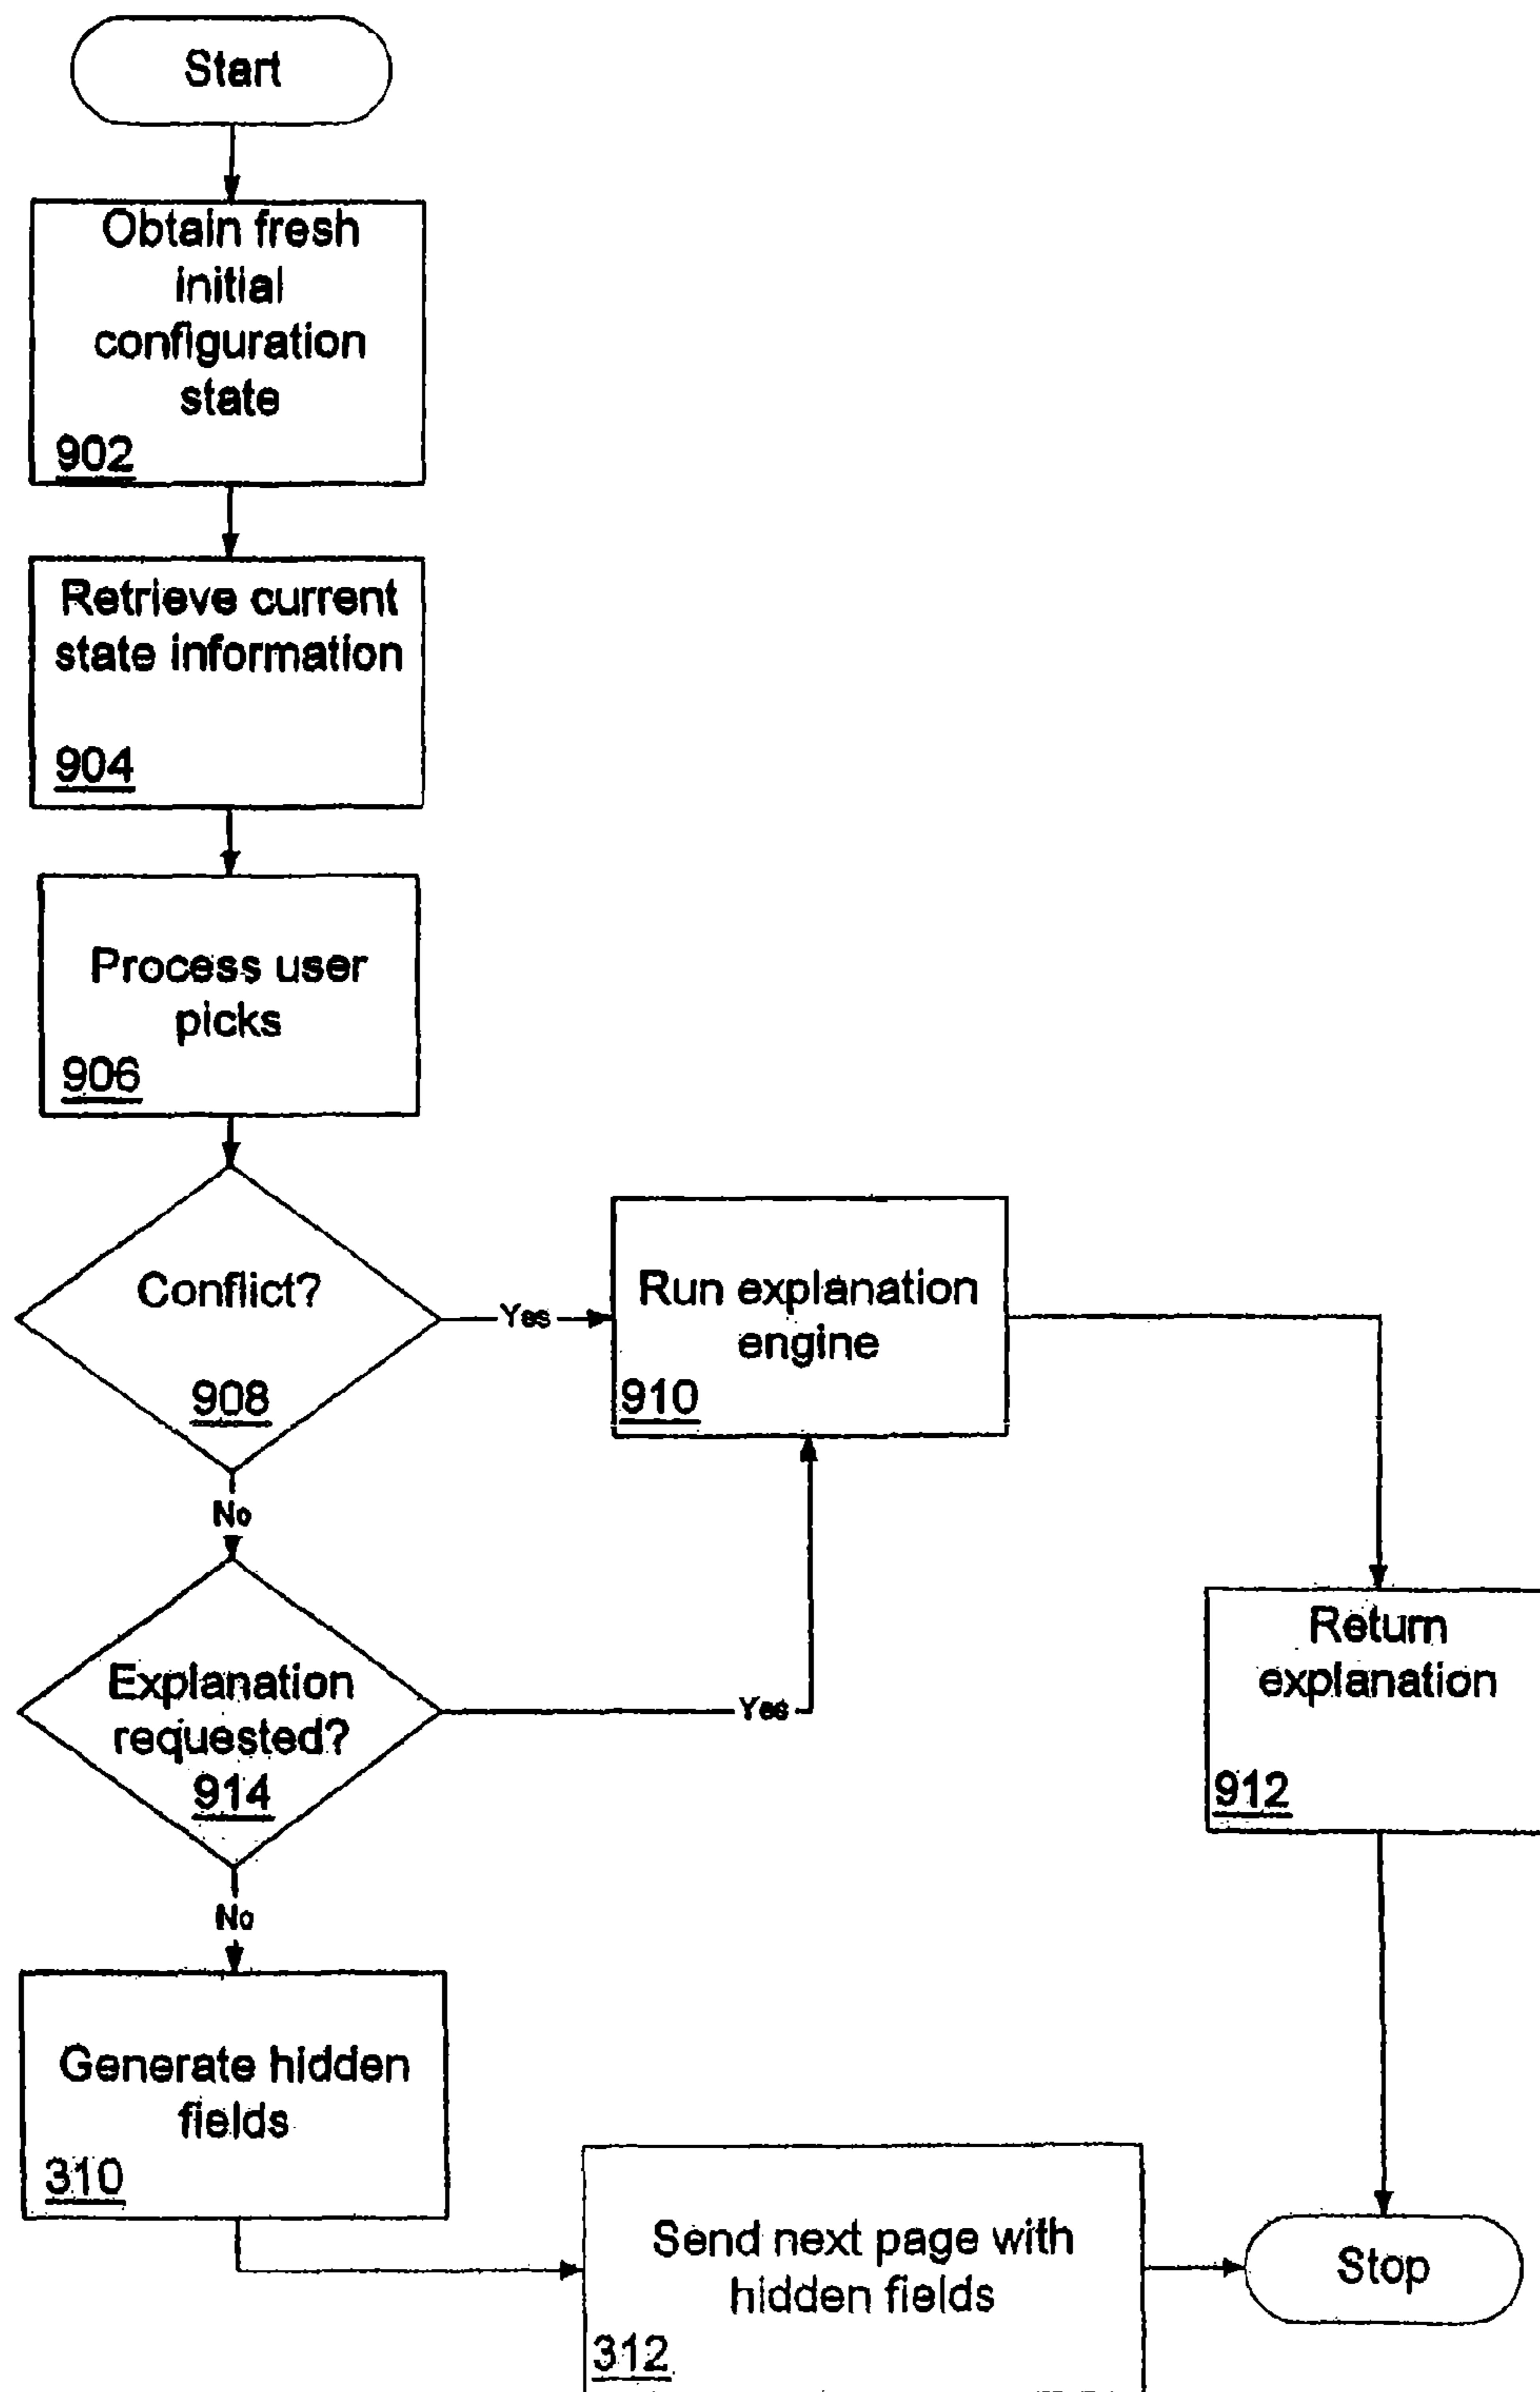 Start
Obtain fresh
initial
configuration
state
902
Retrieve current
state information
904
Process user
picks
906
Conflict?
908
Yes
Run explanation
engine
910
No
Explanation
requested?
914
Yes
Return
explanation
912
No
Generate hidden
fields
310
Send next page with
hidden fields
312
Stop